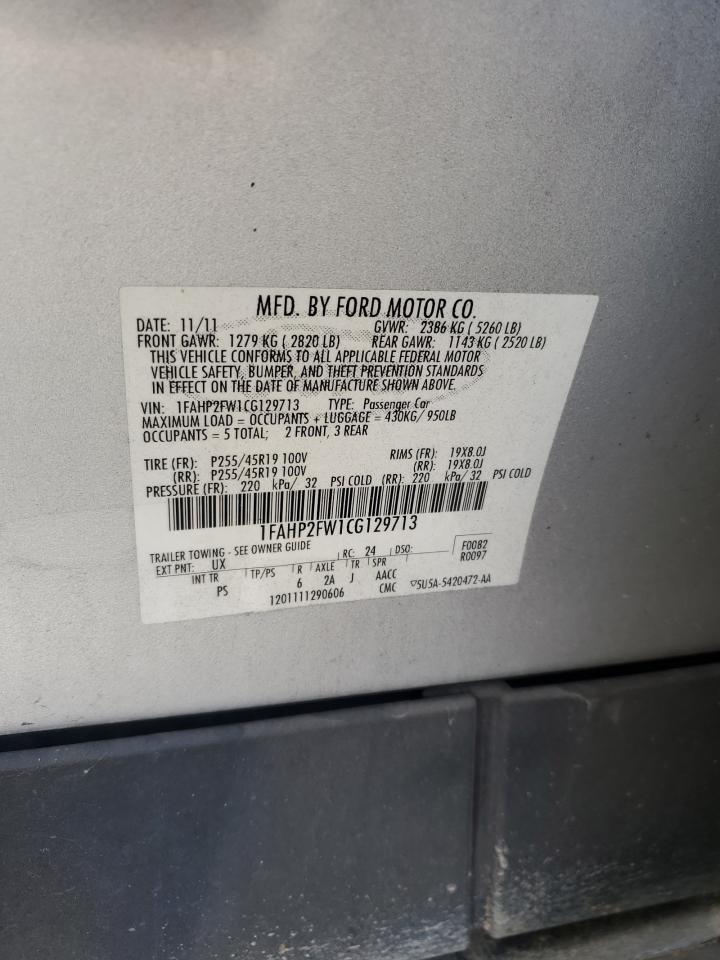 MFD. BY FORD MOTOR CO.
DATE: 11/11 GVWR: 2386 KG ( 5260 LB)
FRONT GAWR: 1279 KG ( 2820 LB) REAR GAWR: 1143 KG ( 2520 LB)
THIS VEHICLE CONFORMS TO ALL APPLICABLE FEDERAL MOTOR
VEHICLE SAFETY, BUMPER, AND THEFT PREVENTION STANDARDS
IN EFFECT ON THE DATE OF MANUFACTURE SHOWN ABOVE.
VIN: 1FAHP2FW1CG129713 TYPE: Passenger Car
MAXIMUM LOAD = OCCUPANTS + LUGGAGE = 430KG/ 950LB
OCCUPANTS = 5 TOTAL; 2 FRONT, 3 REAR
TIRE (FR): P255/45R19 100V RIMS (FR): 19X8.0J
(RR): P255/45R19 100V (RR): 19X8.0J
PRESSURE (FR): 220 kPa/ 32 PSI COLD (RR): 220 kPa/ 32 PSI COLD
1FAHP2FW1CG129713
TRAILER TOWING - SEE OWNER GUIDE
EXT PNT: UX RC: 24 DSO: F0082
INT TR TP/PS R AXLE TR SPR R0097
PS 6 2A J AACC
1201111290606 CMC ▽5U5A-5420472-AA